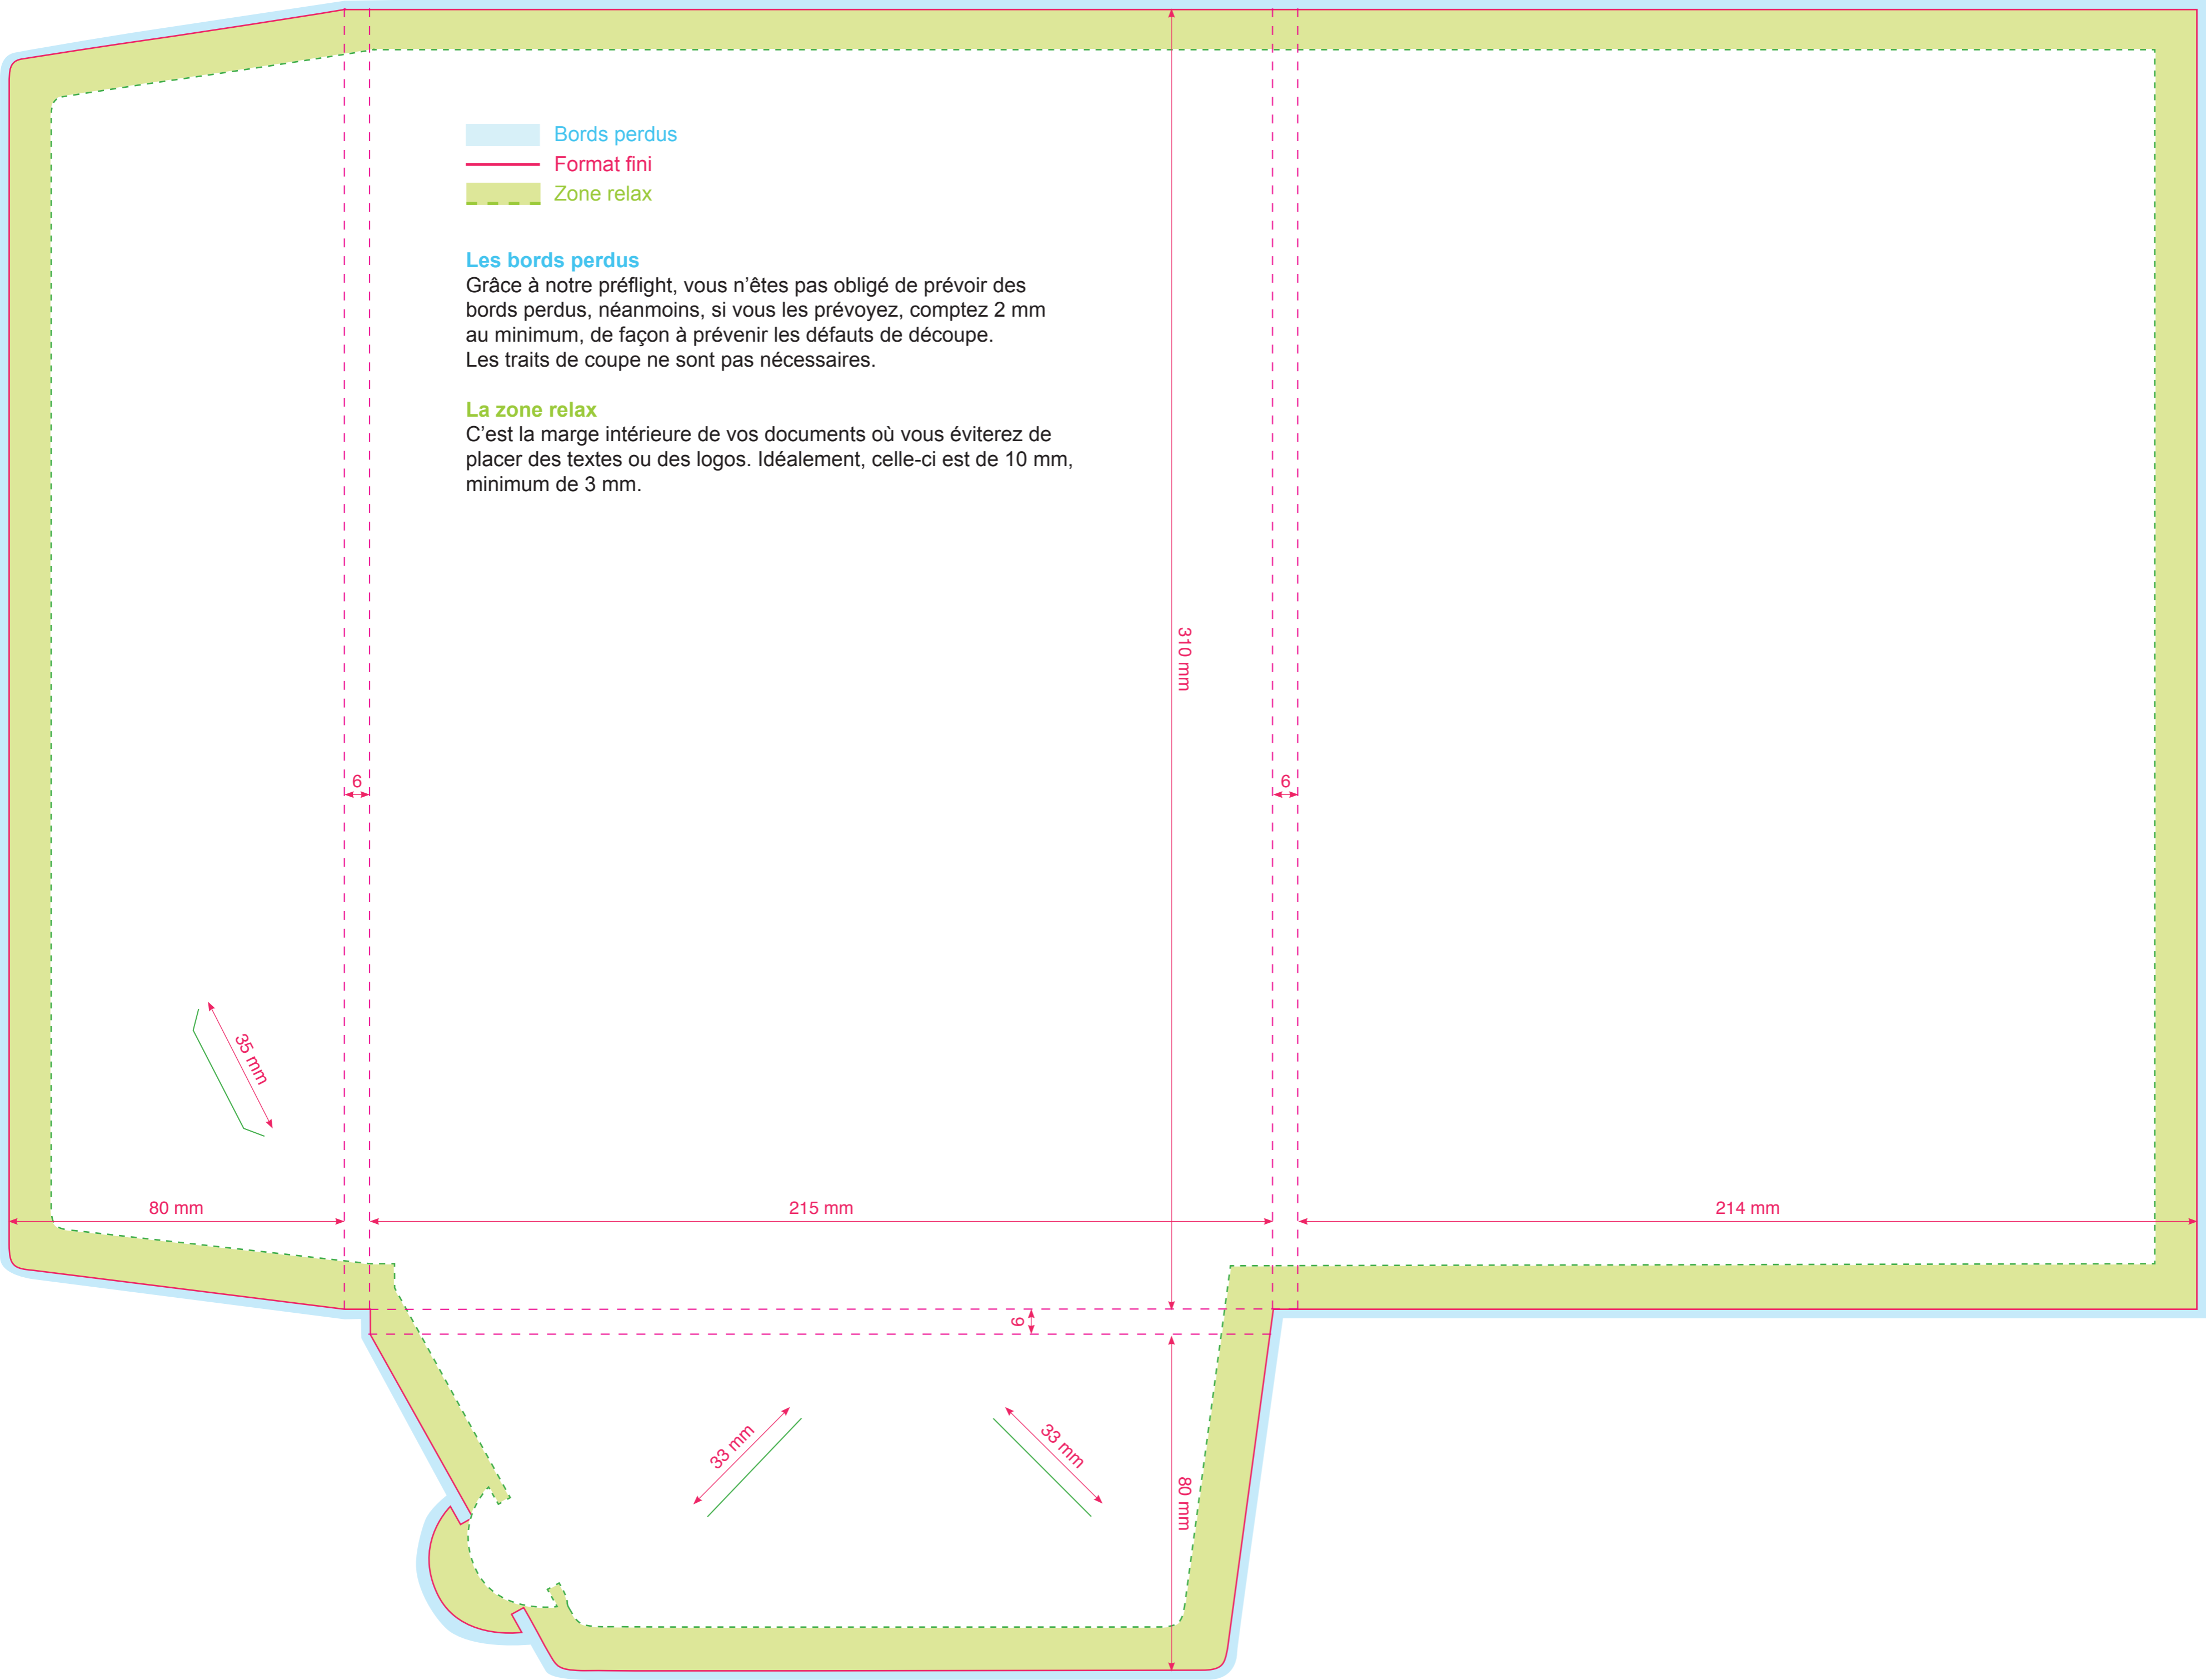 Bords perdus
Format fini
Zone relax
Les bords perdus
Grâce à notre préflight, vous n’êtes pas obligé de prévoir des
bords perdus, néanmoins, si vous les prévoyez, comptez 2 mm
au minimum, de façon à prévenir les défauts de découpe.
Les traits de coupe ne sont pas nécessaires.
La zone relax
C’est la marge intérieure de vos documents où vous éviterez de
placer des textes ou des logos. Idéalement, celle-ci est de 10 mm,
minimum de 3 mm.
310 mm
6
6
35 mm
80 mm
215 mm
214 mm
6
33 mm
33 mm
80 mm